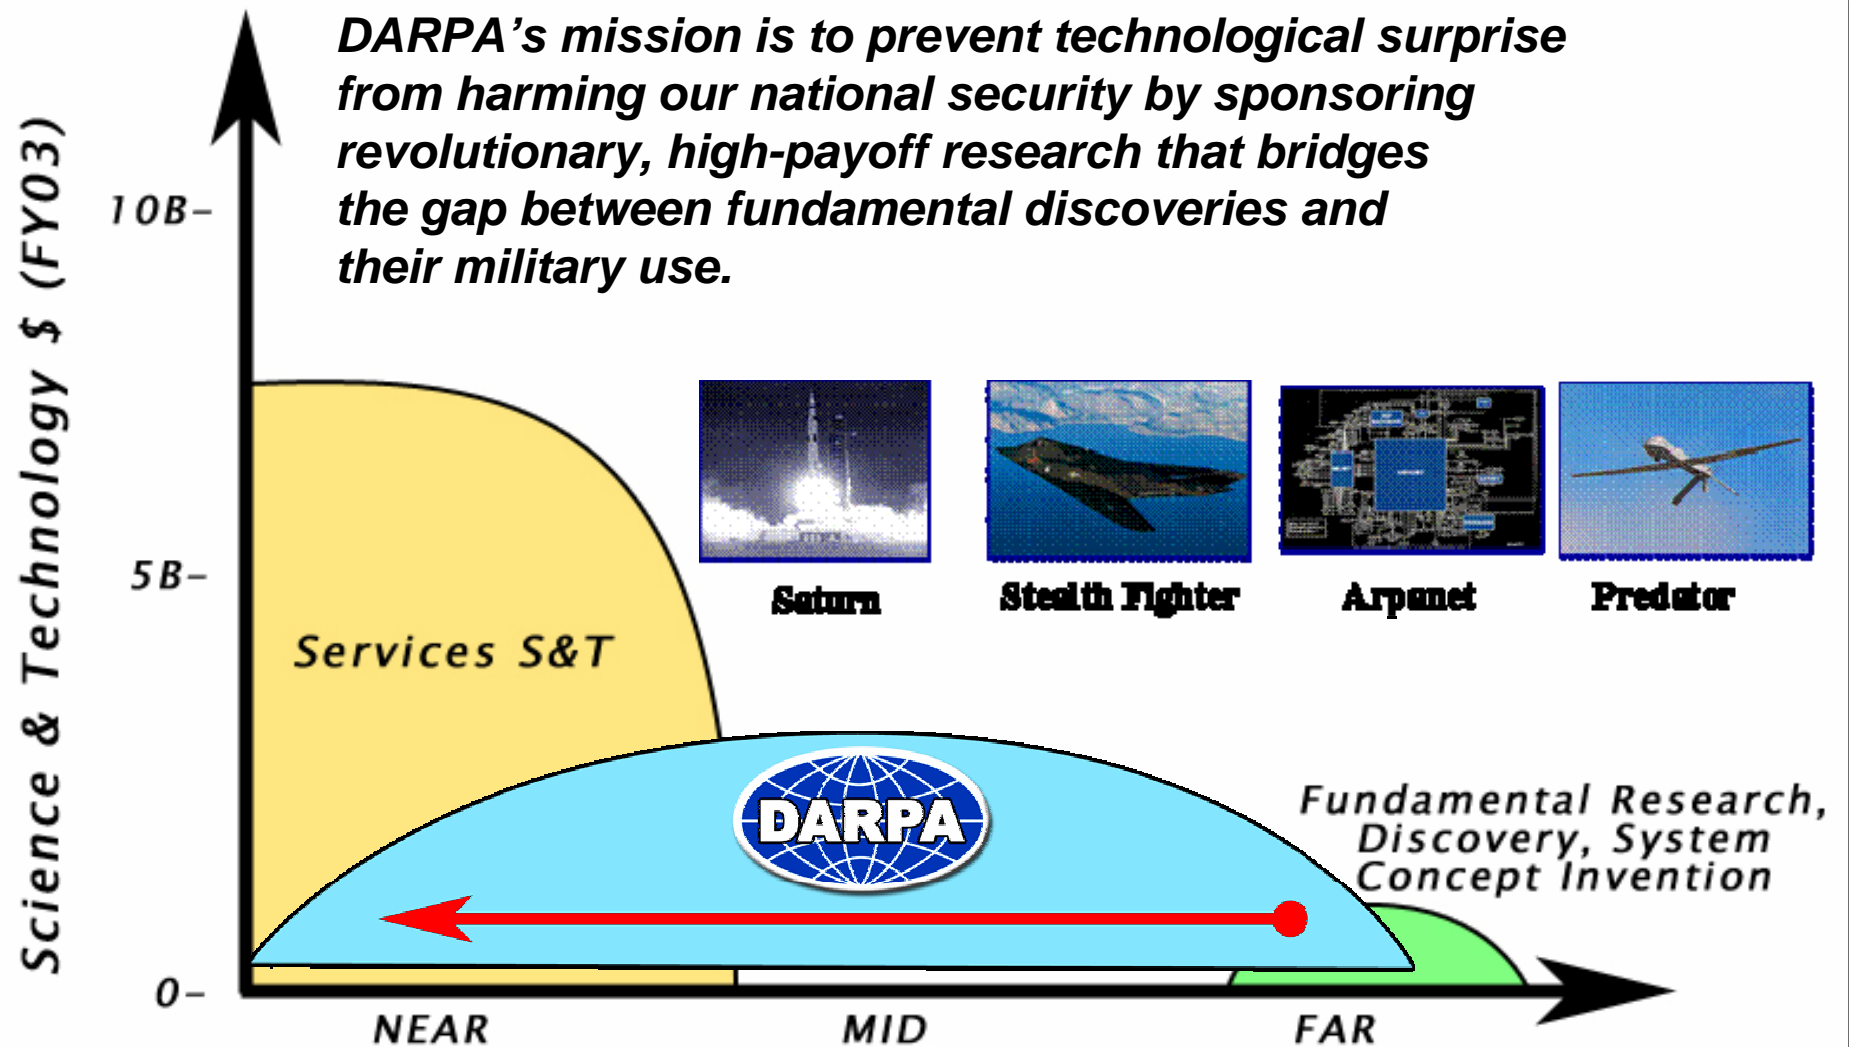 DARPA’s mission is to prevent technological surprise
from harming our national security by sponsoring
revolutionary, high-payoff research that bridges
the gap between fundamental discoveries and
their military use.
Science & Technology $ (FY03)
10B-
5B-
0-
Saturn
Stealth Fighter
Arpanet
Predator
Services S&T
DARPA
Fundamental Research,
Discovery, System
Concept Invention
NEAR
MID
FAR